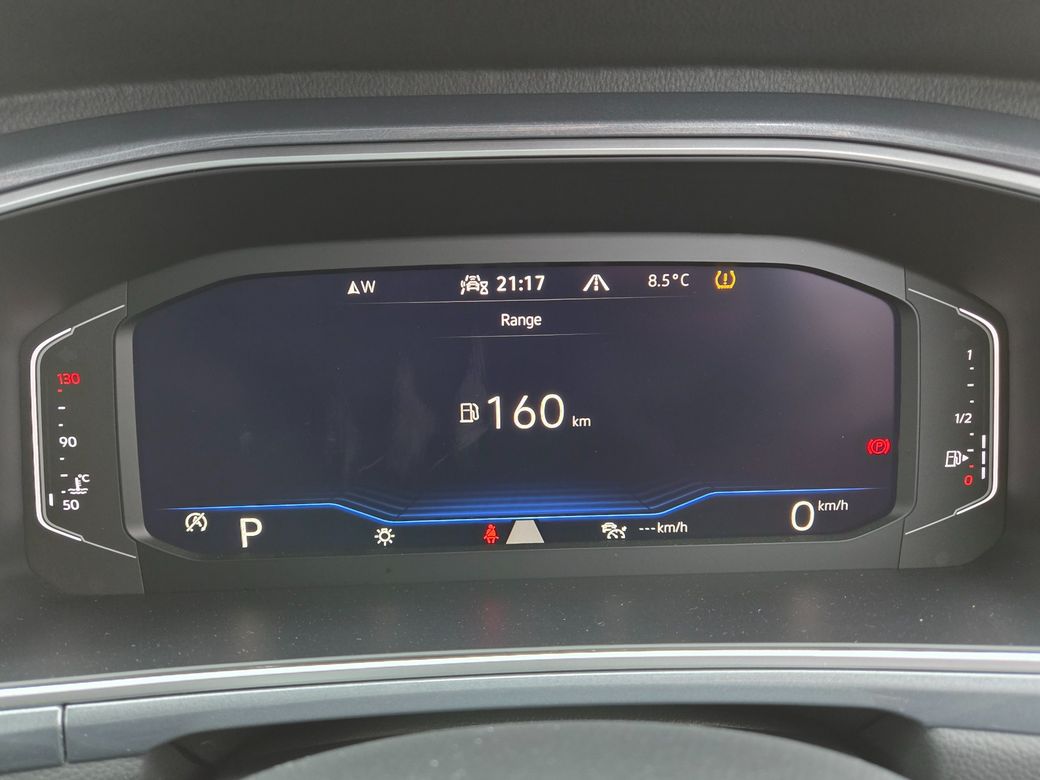 W 21:17 8.5°C
Range
160 km
130
90
°C
50
1
1/2
0
P
P
--- km/h
0 km/h